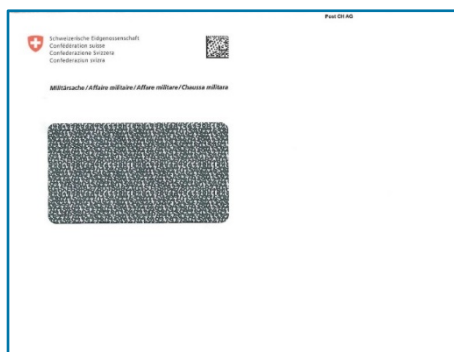 Post CH AG
Schweizerische Eidgenossenschaft
Confédération suisse
Confederazione Svizzera
Confederaziun svizra
Militärsache / Affaire militaire / Affare militare / Chaussa militara